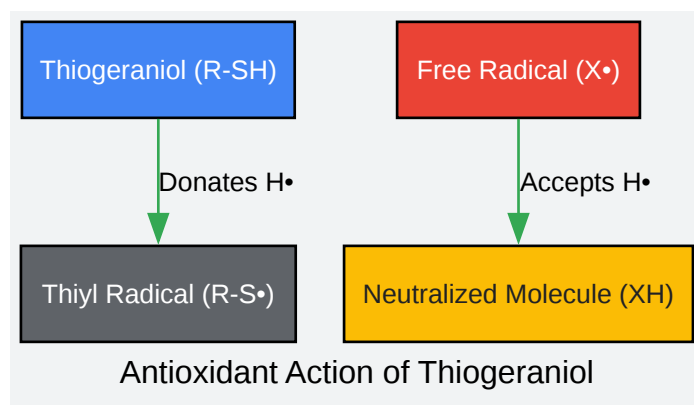 Thiogeraniol (R-SH)
Free Radical (X•)
Donates H•
Accepts H•
Thiyl Radical (R-S•)
Neutralized Molecule (XH)
Antioxidant Action of Thiogeraniol